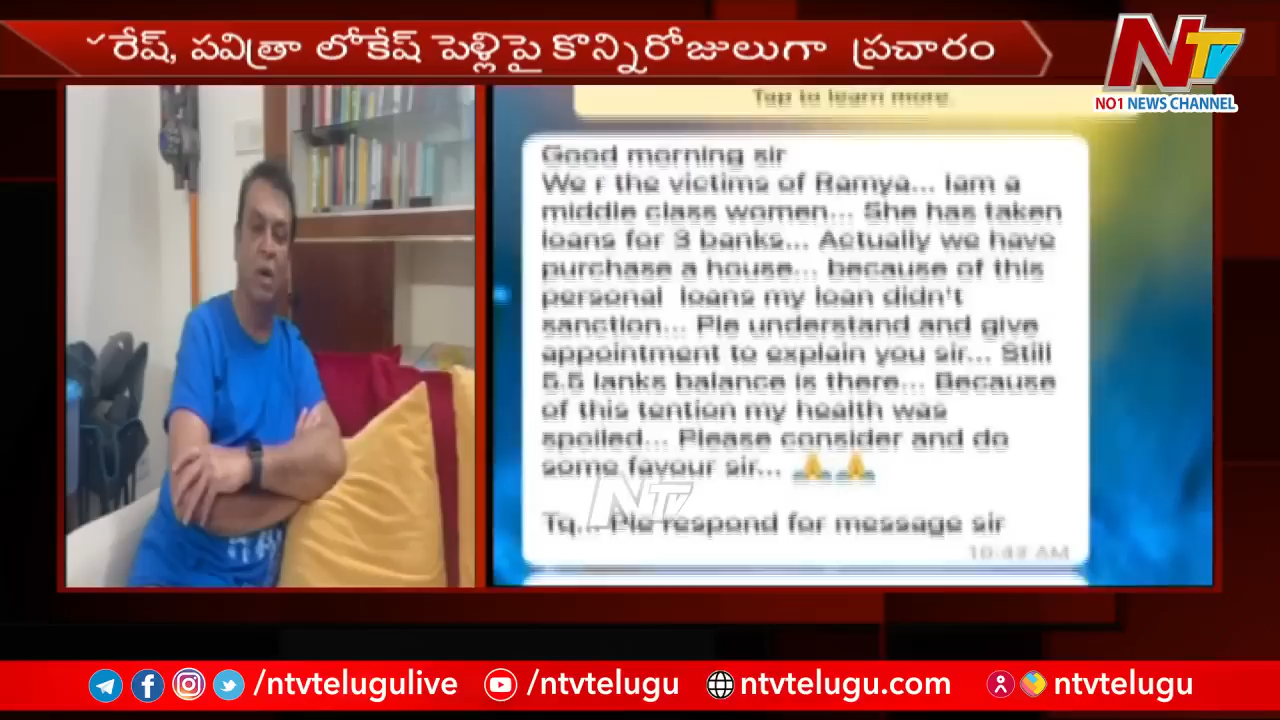 రేష్, పవిత్రా లోకేష్ పెళ్లిపై కొన్నిరోజులుగా ప్రచారం
NTV
NO1 NEWS CHANNEL
Tap to learn more.
Good morning sir
We r the victims of Ramya... Iam a
middle class women... She has taken
loans for 3 banks... Actually we have
purchase a house... because of this
personal loans my loan didn't
sanction... Ple understand and give
appointment to explain you sir... Still
5.5 lanks balance is there... Because
of this tention my health was
spoiled... Please consider and do
some favour sir... 🙏🙏
NTV
Tq... Ple respond for message sir
10:43 AM
/ntvtelugulive
/ntvtelugu
ntvtelugu.com
ntvtelugu